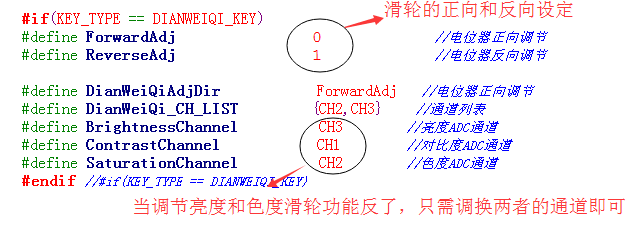 滑轮的正向和反向设定
#if(KEY_TYPE == DIANWEIQI_KEY)
#define ForwardAdj 0 //电位器正向调节
#define ReverseAdj 1 //电位器反向调节
#define DianWeiQiAdjDir ForwardAdj //电位器正向调节
#define DianWeiQi_CH_LIST {CH2,CH3} //通道列表
#define BrightnessChannel CH3 //亮度ADC通道
#define ContrastChannel CH1 //对比度ADC通道
#define SaturationChannel CH2 //色度ADC通道
#endif //#if(KEY_TYPE == DIANWEIQI_KEY)
当调节亮度和色度滑轮功能反了，只需调换两者的通道即可